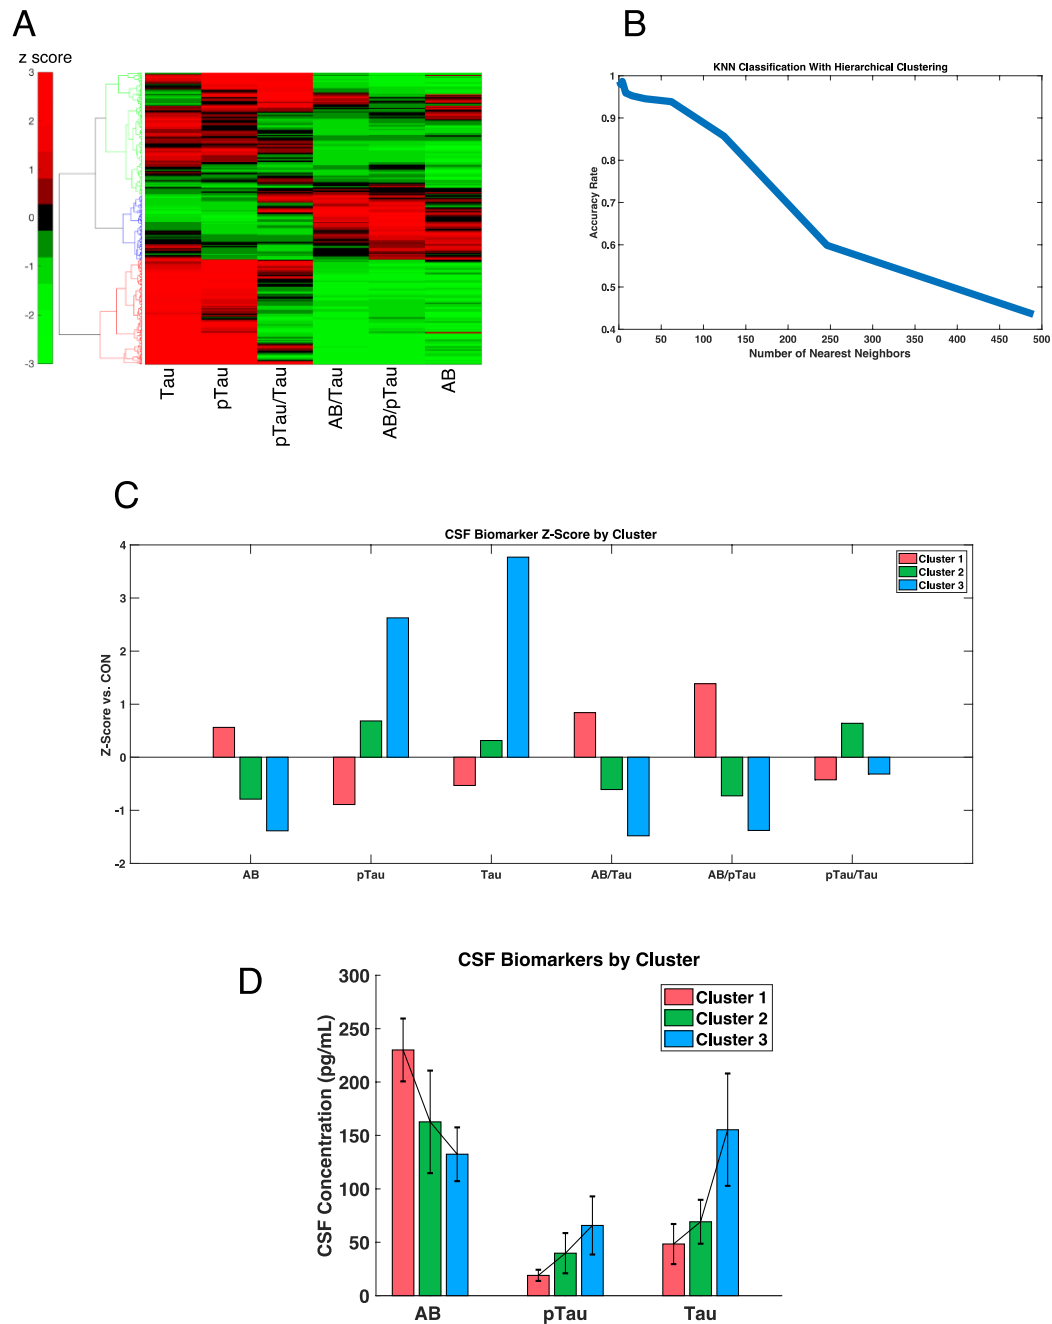 A
z score
3
2
1
0
-1
-2
-3
Tau
pTau
pTau/Tau
AB/Tau
AB/pTau
AB
B
KNN Classification With Hierarchical Clustering
Accuracy Rate
1
0.9
0.8
0.7
0.6
0.5
0.4
0 50 100 150 200 250 300 350 400 450 500
Number of Nearest Neighbors
C
CSF Biomarker Z-Score by Cluster
Z-Score vs. CON
4
3
2
1
0
-1
-2
Cluster 1
Cluster 2
Cluster 3
AB pTau Tau AB/Tau AB/pTau pTau/Tau
D
CSF Biomarkers by Cluster
CSF Concentration (pg/mL)
300
250
200
150
100
50
0
Cluster 1
Cluster 2
Cluster 3
AB pTau Tau